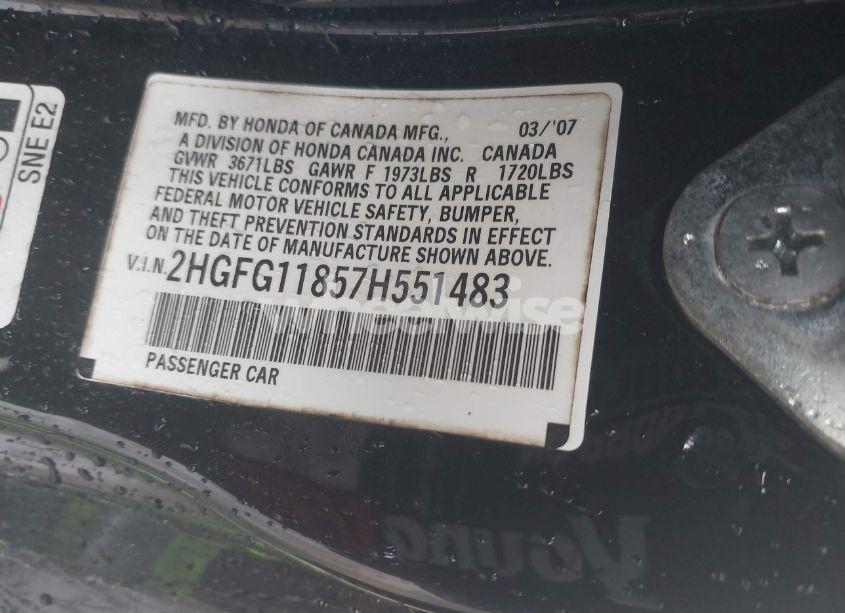 SNE E2
MFD. BY HONDA OF CANADA MFG., 03/'07
A DIVISION OF HONDA CANADA INC. CANADA
GVWR 3671LBS GAWR F 1973LBS R 1720LBS
THIS VEHICLE CONFORMS TO ALL APPLICABLE
FEDERAL MOTOR VEHICLE SAFETY, BUMPER,
AND THEFT PREVENTION STANDARDS IN EFFECT
ON THE DATE OF MANUFACTURE SHOWN ABOVE.
V.I.N. 2HGFG11857H551483
wheelwise
PASSENGER CAR